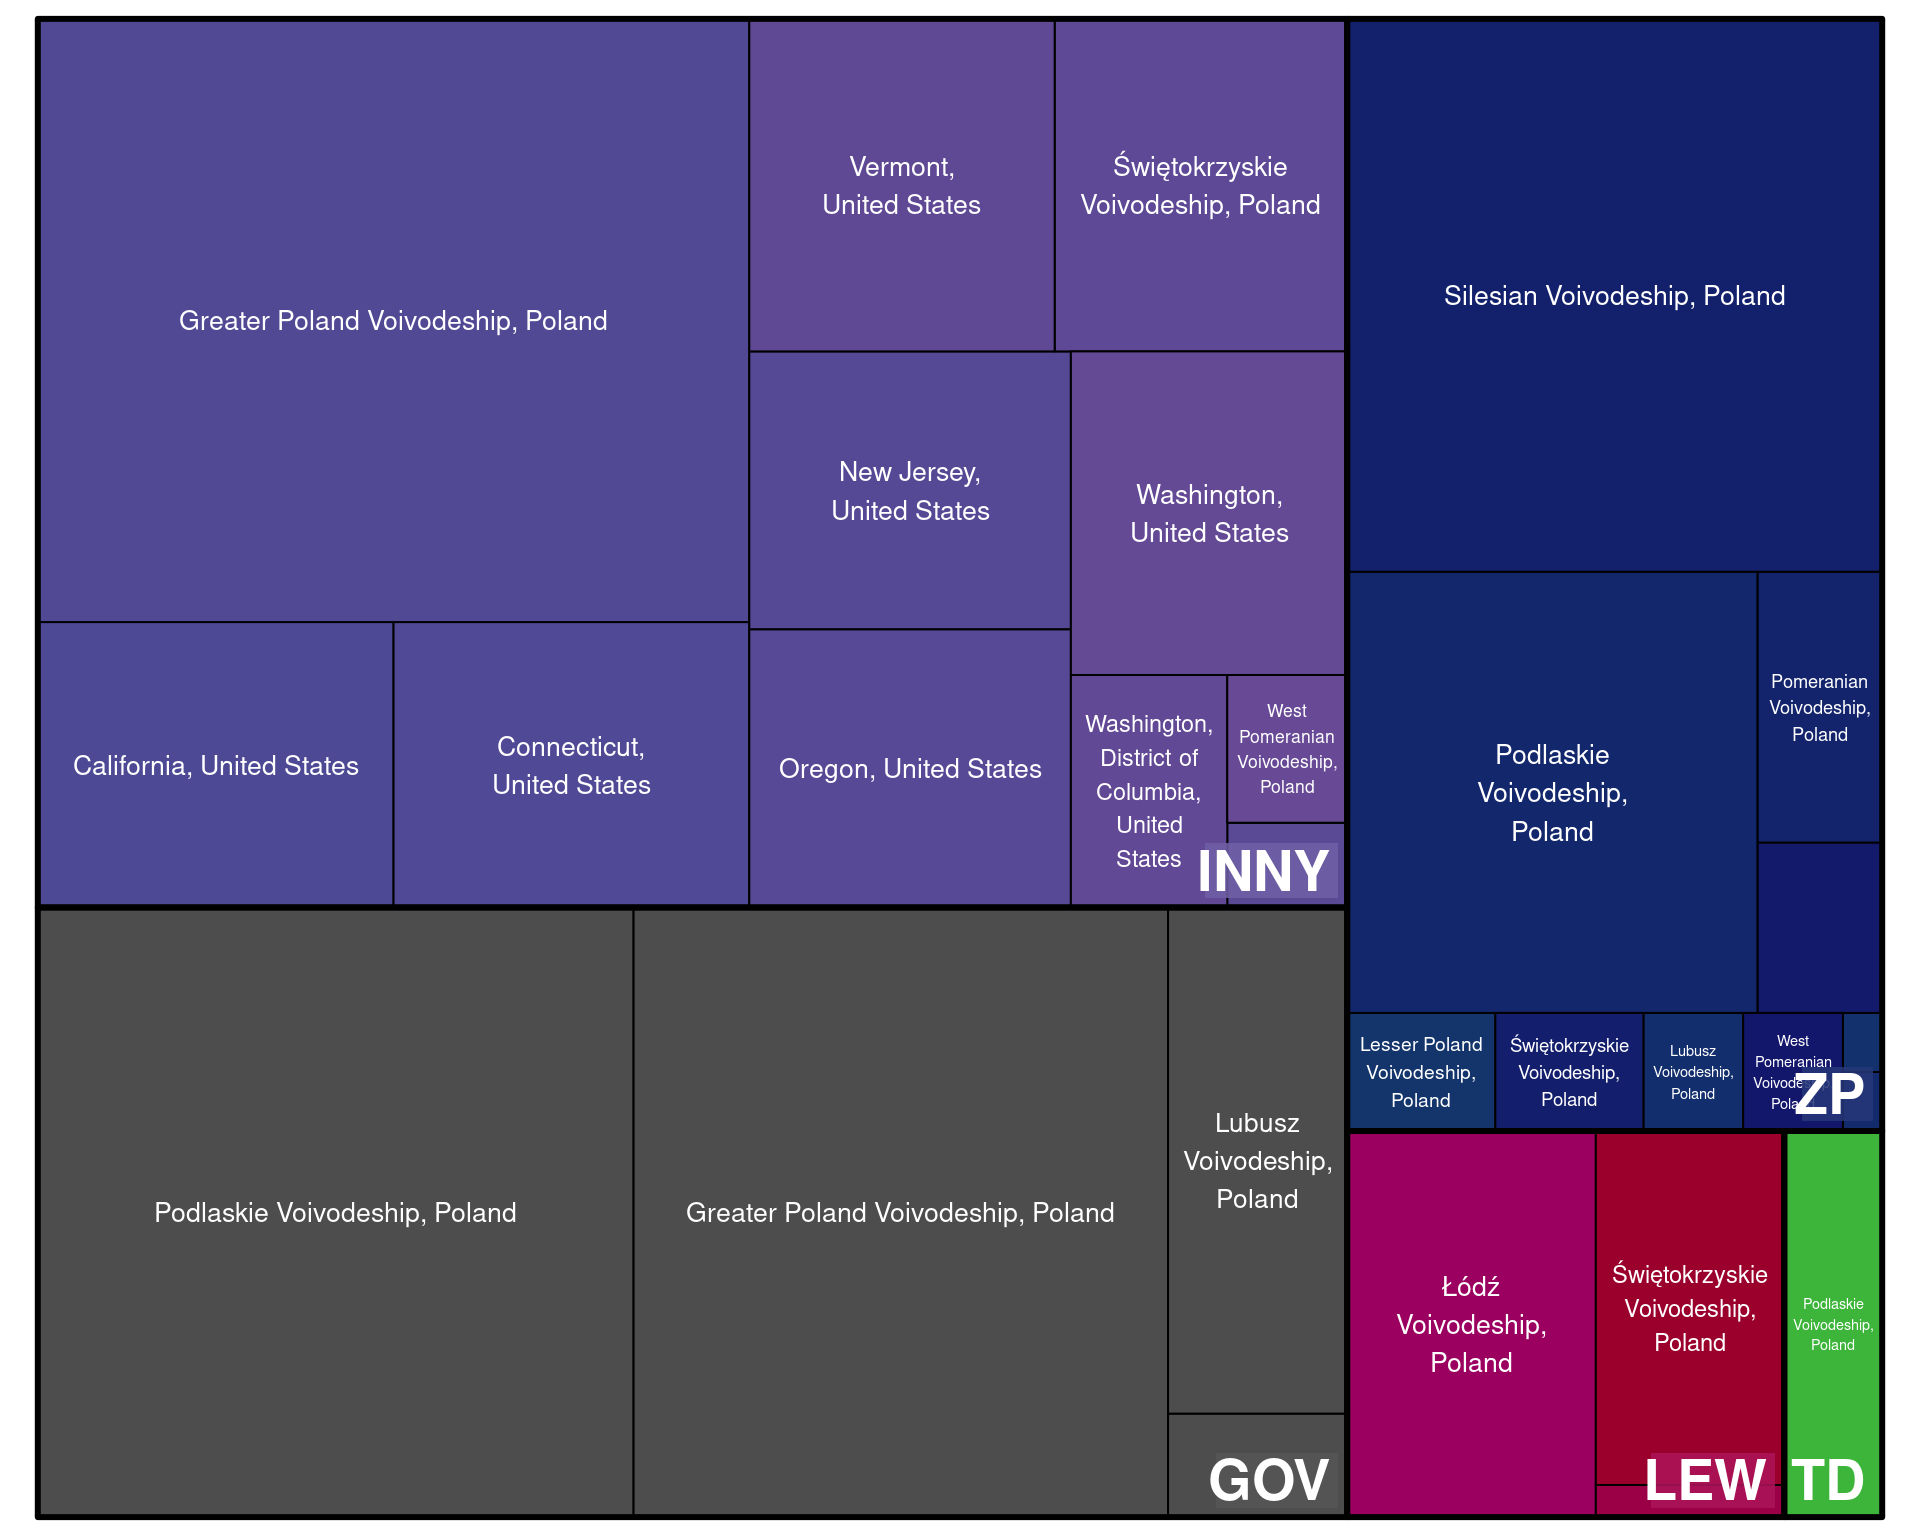 Greater Poland Voivodeship, Poland
Vermont,
United States
Świętokrzyskie
Voivodeship, Poland
New Jersey,
United States
Washington,
United States
California, United States
Connecticut,
United States
Oregon, United States
Washington,
District of
Columbia,
United
States
West
Pomeranian
Voivodeship,
Poland
INNY
Silesian Voivodeship, Poland
Podlaskie
Voivodeship,
Poland
Pomeranian
Voivodeship,
Poland
Lesser Poland
Voivodeship,
Poland
Świętokrzyskie
Voivodeship,
Poland
Lubusz
Voivodeship,
Poland
West
Pomeranian
Voivodeship,
Poland
ZP
Podlaskie Voivodeship, Poland
Greater Poland Voivodeship, Poland
Lubusz
Voivodeship,
Poland
GOV
Łódź
Voivodeship,
Poland
Świętokrzyskie
Voivodeship,
Poland
LEW
Podlaskie
Voivodeship,
Poland
TD